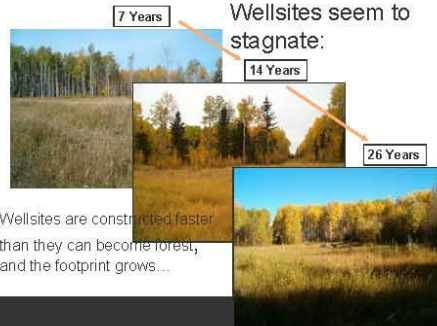 7 Years
Wellsites seem to
stagnate:
14 Years
26 Years
Wellsites are constructed faster
than they can become forest,
and the footprint grows...